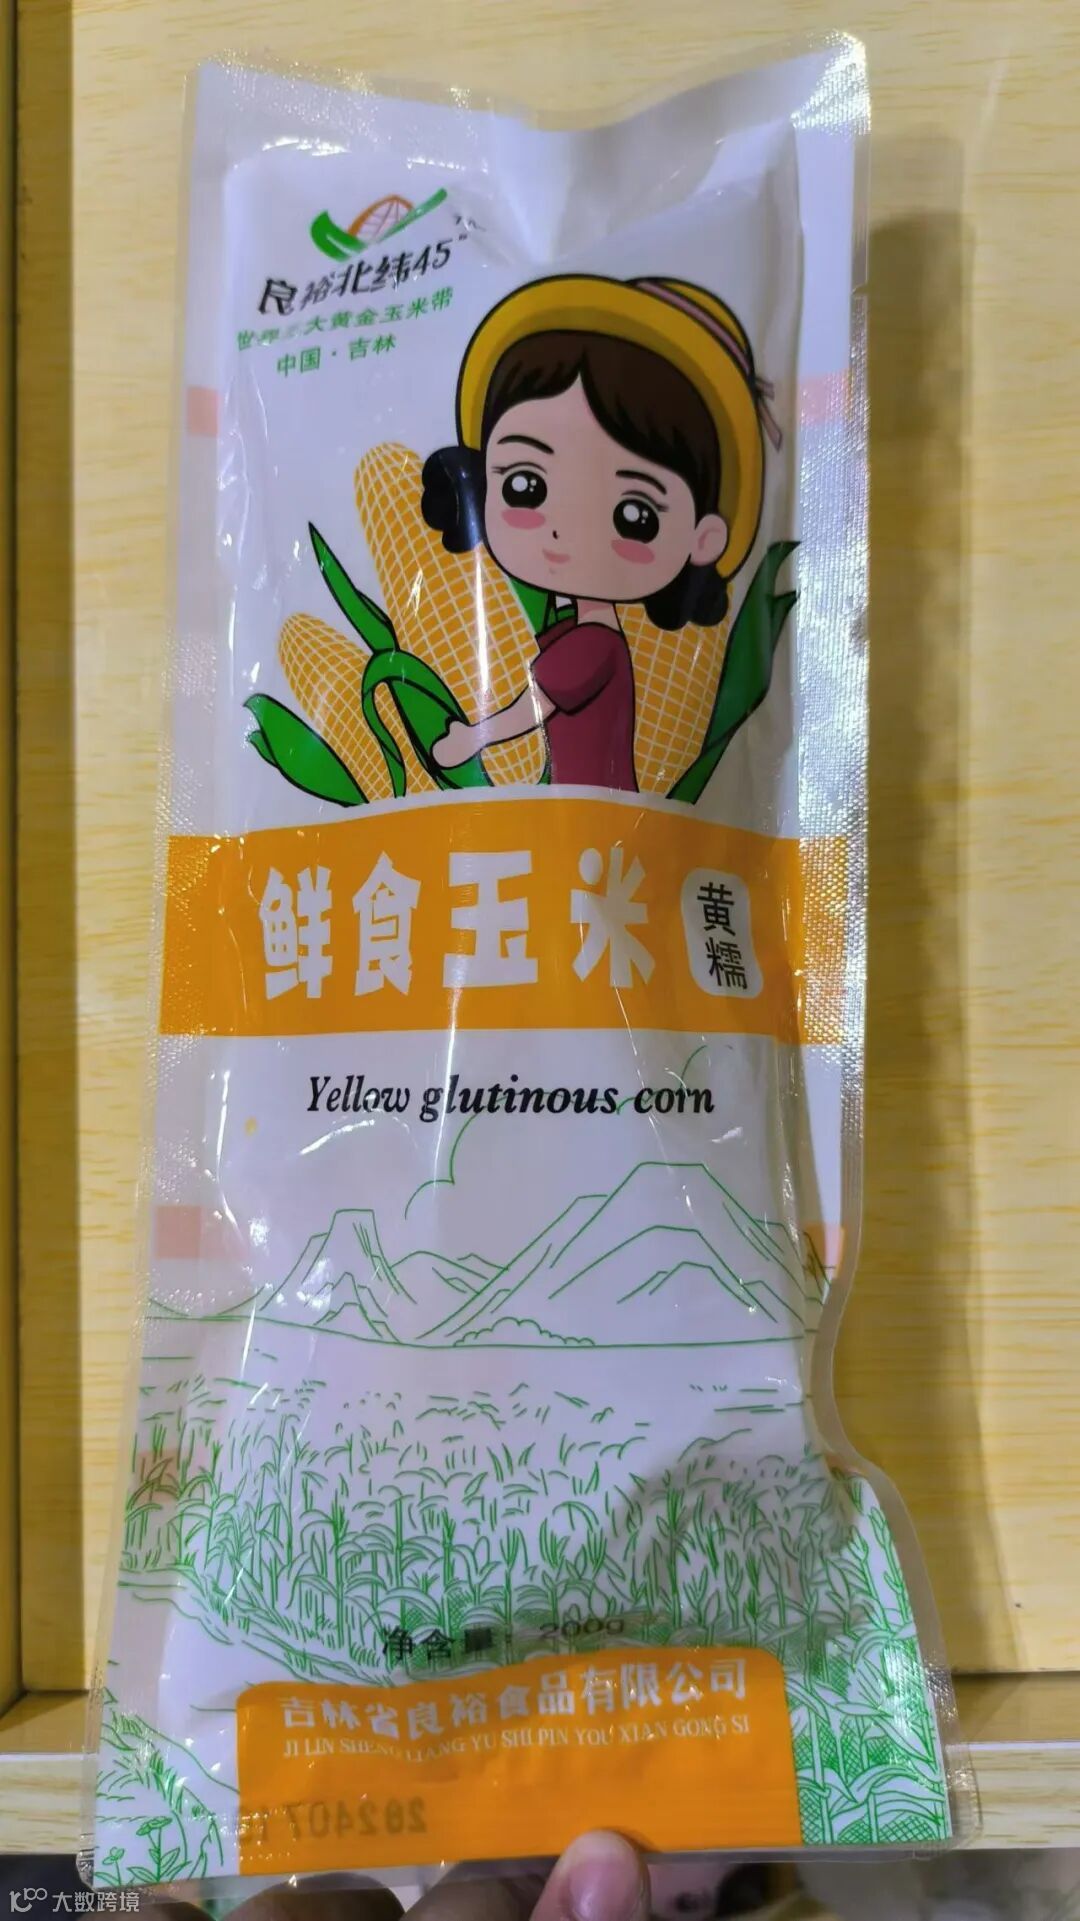 良裕北纬45°
世界三大黄金玉米带
中国·吉林
鲜食玉米
黄糯
Yellow glutinous corn
净含量: 200g
吉林省良裕食品有限公司
JI LIN SHENG LIANG YU SHI PIN YOU XIAN GONG SI
大数跨境